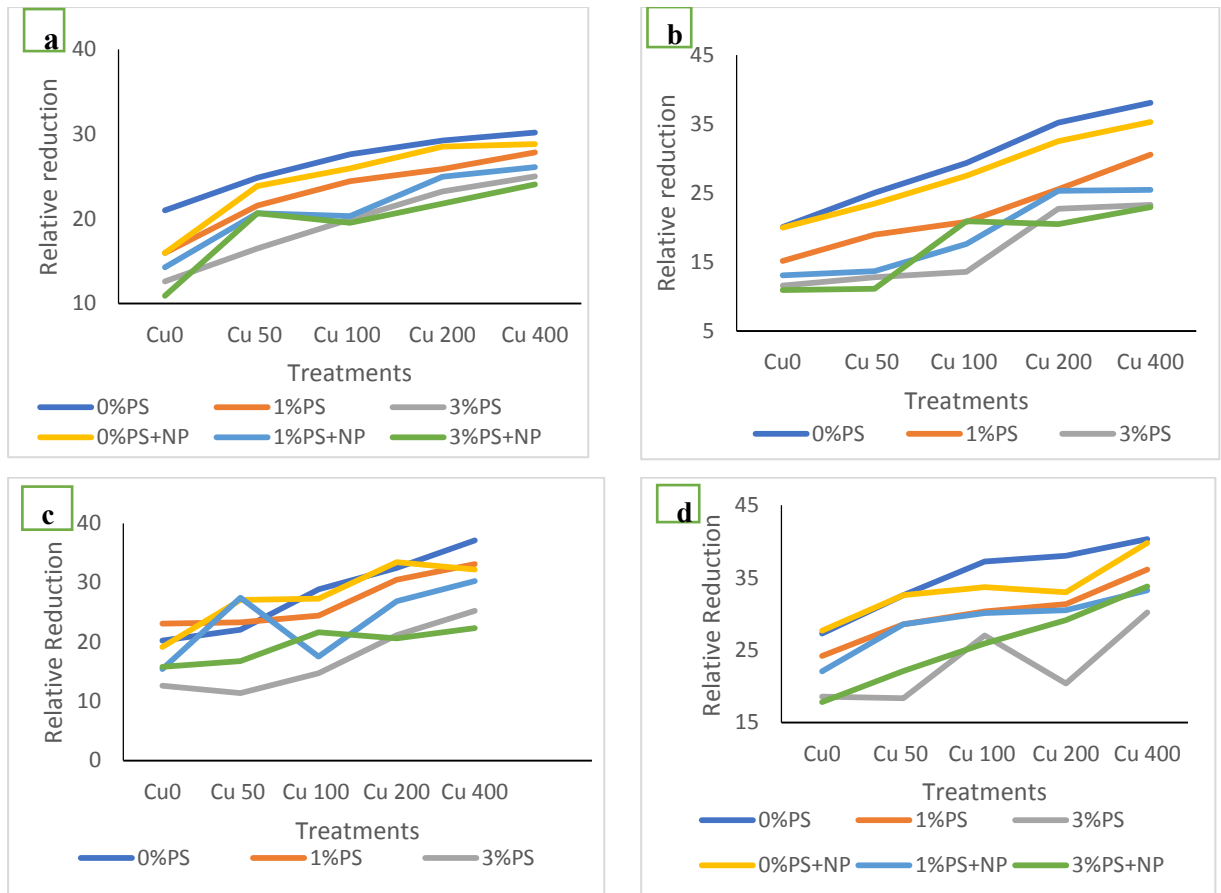 a
40
30
20
10
Relative reduction
Cu0 Cu 50 Cu 100 Cu 200 Cu 400
Treatments
0%PS 1%PS 3%PS
0%PS+NP 1%PS+NP 3%PS+NP
b
45
35
25
15
5
Relative reduction
Cu0 Cu 50 Cu 100 Cu 200 Cu 400
Treatments
0%PS 1%PS 3%PS
c
40
30
20
10
0
Relative Reduction
Cu0 Cu 50 Cu 100 Cu 200 Cu 400
Treatments
0%PS 1%PS 3%PS
d
45
35
25
15
Relative Reduction
Cu0 Cu 50 Cu 100 Cu 200 Cu 400
Treatments
0%PS 1%PS 3%PS
0%PS+NP 1%PS+NP 3%PS+NP